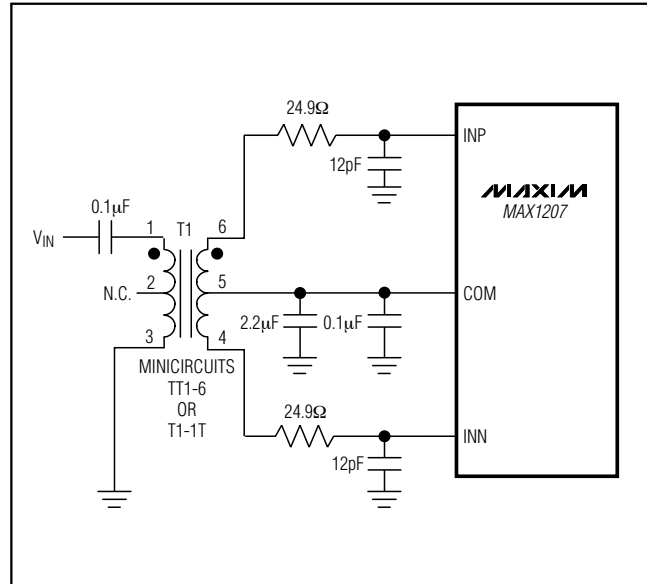 24.9Ω
INP
12pF
MAXIM
MAX1207
0.1µF
VIN
1
T1
6
N.C.
2
5
COM
2.2µF
0.1µF
3
4
MINICIRCUITS
TT1-6
OR
T1-1T
24.9Ω
INN
12pF